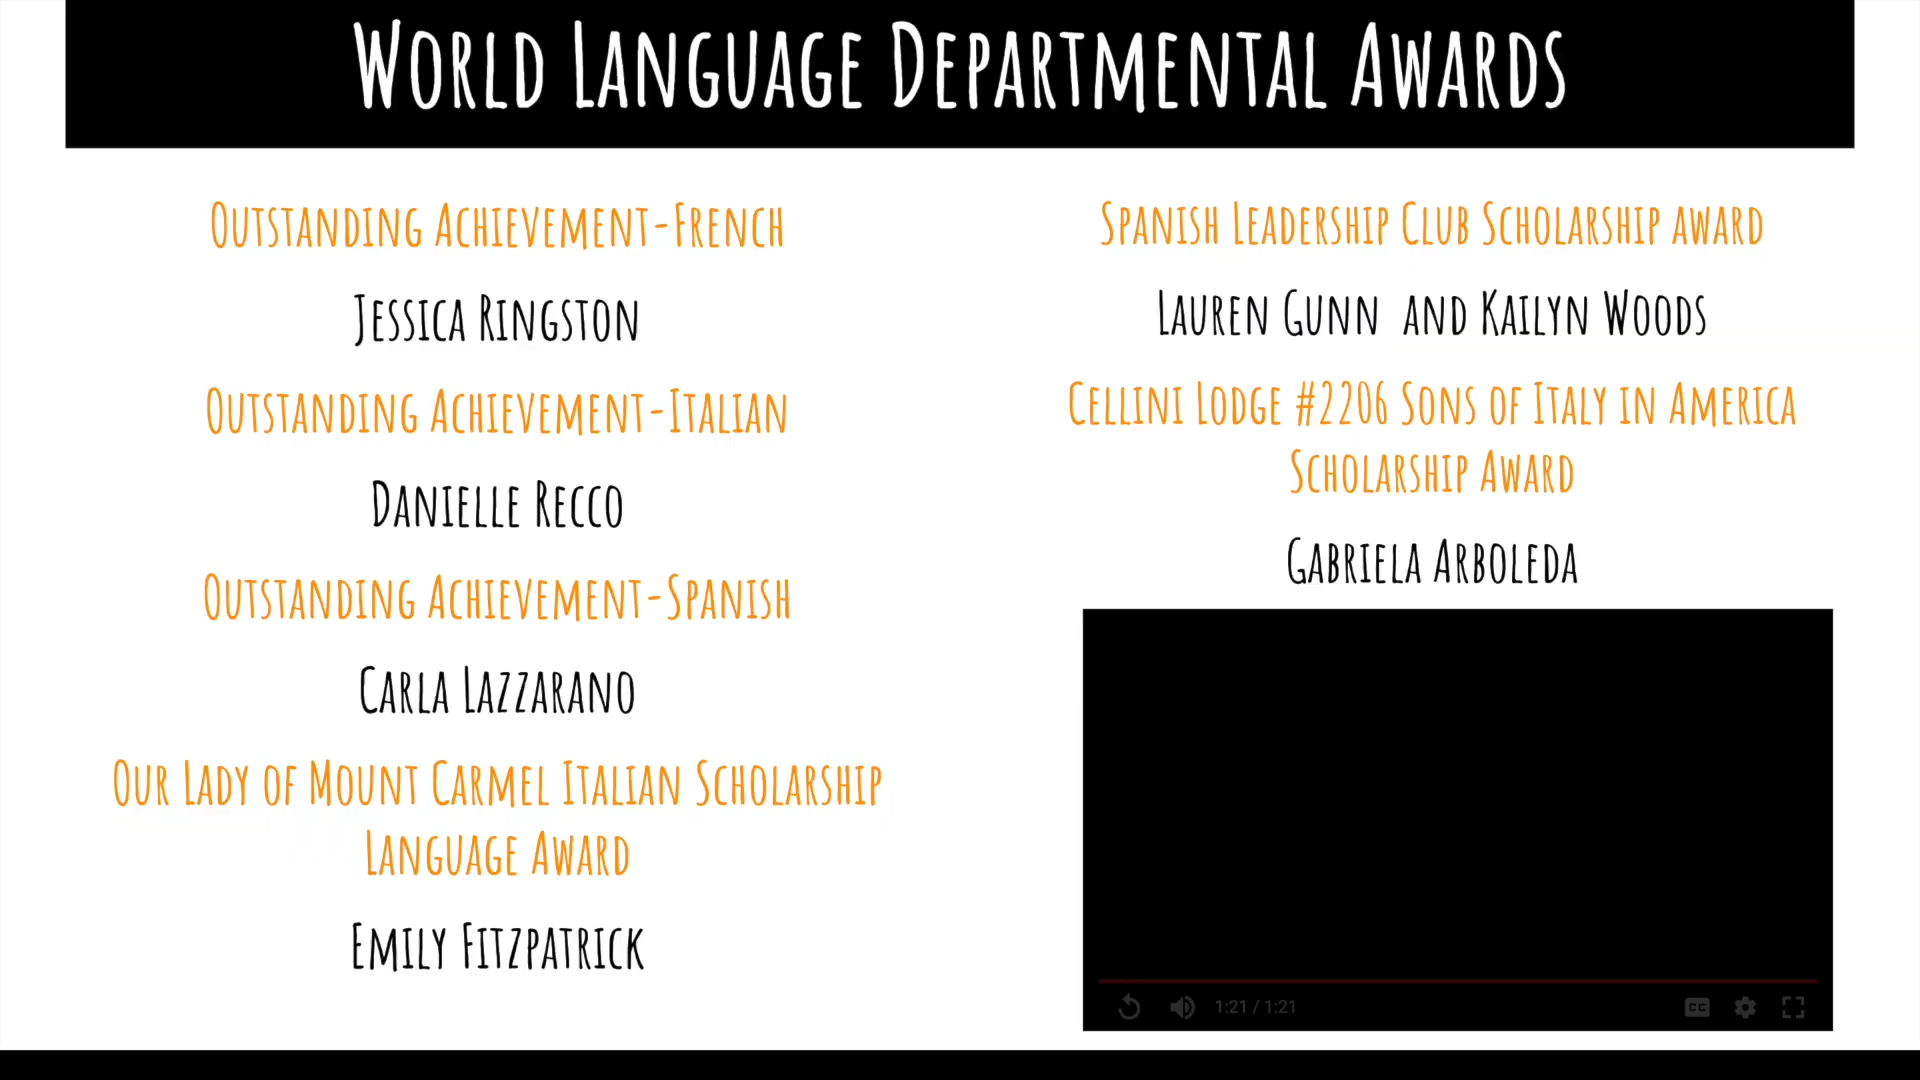 World Language Departmental Awards
Outstanding Achievement-French
Jessica Ringston
Outstanding Achievement-Italian
Danielle Recco
Outstanding Achievement-Spanish
Carla Lazzarano
Our Lady of Mount Carmel Italian Scholarship
Language Award
Emily Fitzpatrick
Spanish Leadership Club Scholarship award
Lauren Gunn and Kailyn Woods
Cellini Lodge #2206 Sons of Italy in America
Scholarship Award
Gabriela Arboleda
1:21 / 1:21
CC